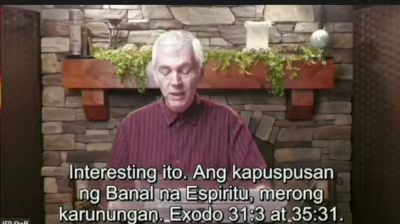 Interesting ito. Ang kapuspusan
ng Banal na Espiritu, merong
karunungan. Exodo 31:3 at 35:31.